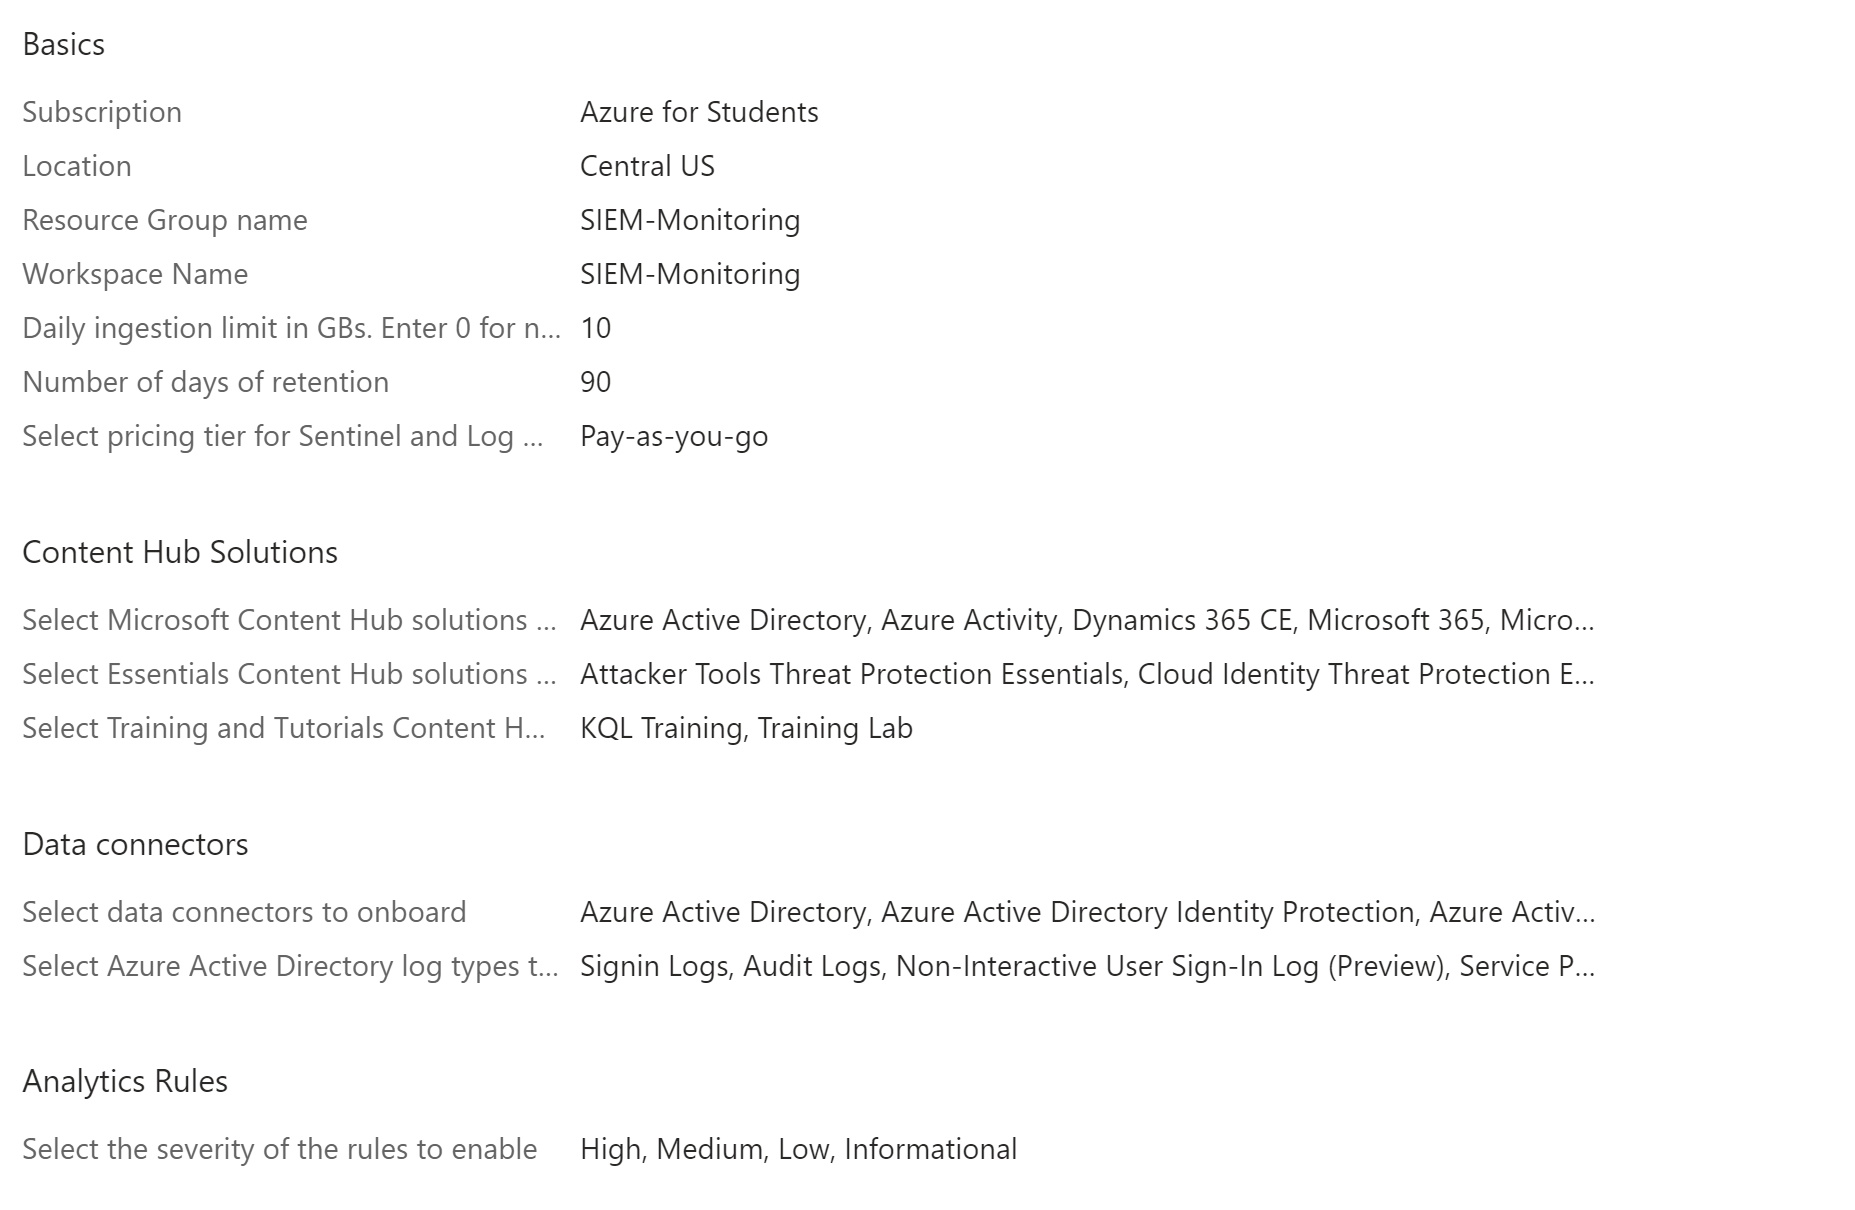 Basics
Subscription Azure for Students
Location Central US
Resource Group name SIEM-Monitoring
Workspace Name SIEM-Monitoring
Daily ingestion limit in GBs. Enter 0 for n... 10
Number of days of retention 90
Select pricing tier for Sentinel and Log ... Pay-as-you-go
Content Hub Solutions
Select Microsoft Content Hub solutions ... Azure Active Directory, Azure Activity, Dynamics 365 CE, Microsoft 365, Micro...
Select Essentials Content Hub solutions ... Attacker Tools Threat Protection Essentials, Cloud Identity Threat Protection E...
Select Training and Tutorials Content H... KQL Training, Training Lab
Data connectors
Select data connectors to onboard Azure Active Directory, Azure Active Directory Identity Protection, Azure Activ...
Select Azure Active Directory log types t... Signin Logs, Audit Logs, Non-Interactive User Sign-In Log (Preview), Service P...
Analytics Rules
Select the severity of the rules to enable High, Medium, Low, Informational